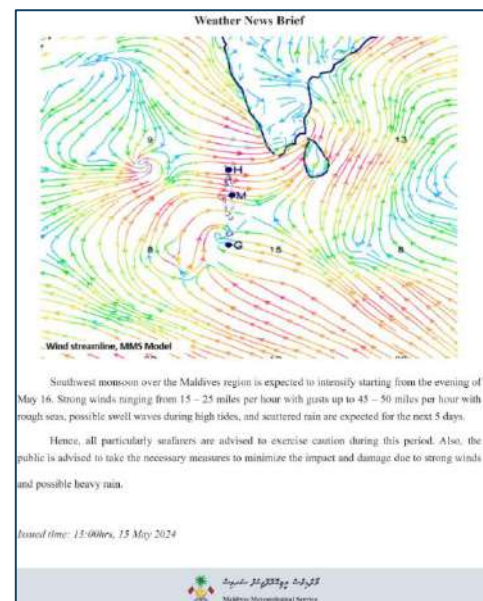 Weather News Brief
9
13
H
M
G
8
15
8
Wind streamline, MMS Model
Southwest monsoon over the Maldives region is expected to intensify starting from the evening of
May 16. Strong winds ranging from 15 – 25 miles per hour with gusts up to 45 – 50 miles per hour with
rough seas, possible swell waves during high tides, and scattered rain are expected for the next 5 days.
Hence, all particularly seafarers are advised to exercise caution during this period. Also, the
public is advised to take the necessary measures to minimize the impact and damage due to strong winds
and possible heavy rain.
Issued time: 15:00hrs, 15 May 2024
Maldives Meteorological Service